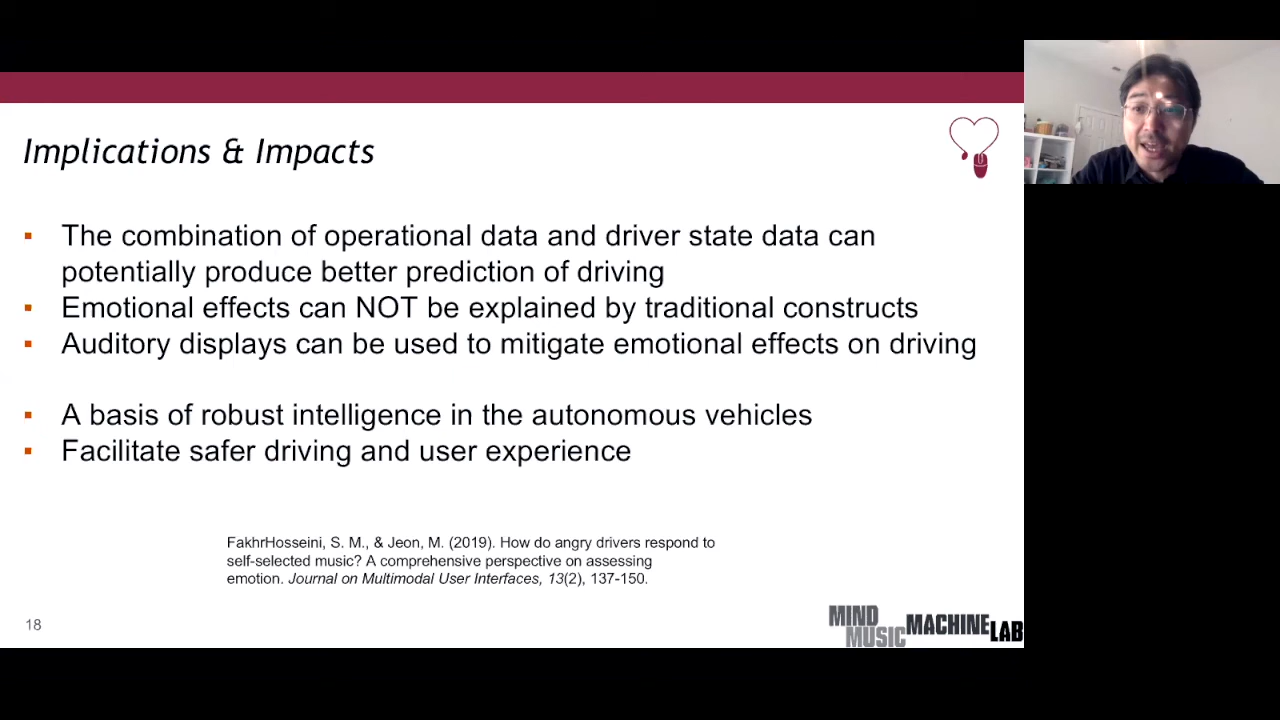 Implications & Impacts
▪ The combination of operational data and driver state data can
potentially produce better prediction of driving
▪ Emotional effects can NOT be explained by traditional constructs
▪ Auditory displays can be used to mitigate emotional effects on driving
▪ A basis of robust intelligence in the autonomous vehicles
▪ Facilitate safer driving and user experience
FakhrHosseini, S. M., & Jeon, M. (2019). How do angry drivers respond to
self-selected music? A comprehensive perspective on assessing
emotion. Journal on Multimodal User Interfaces, 13(2), 137-150.
18
MIND
MUSIC MACHINE LAB